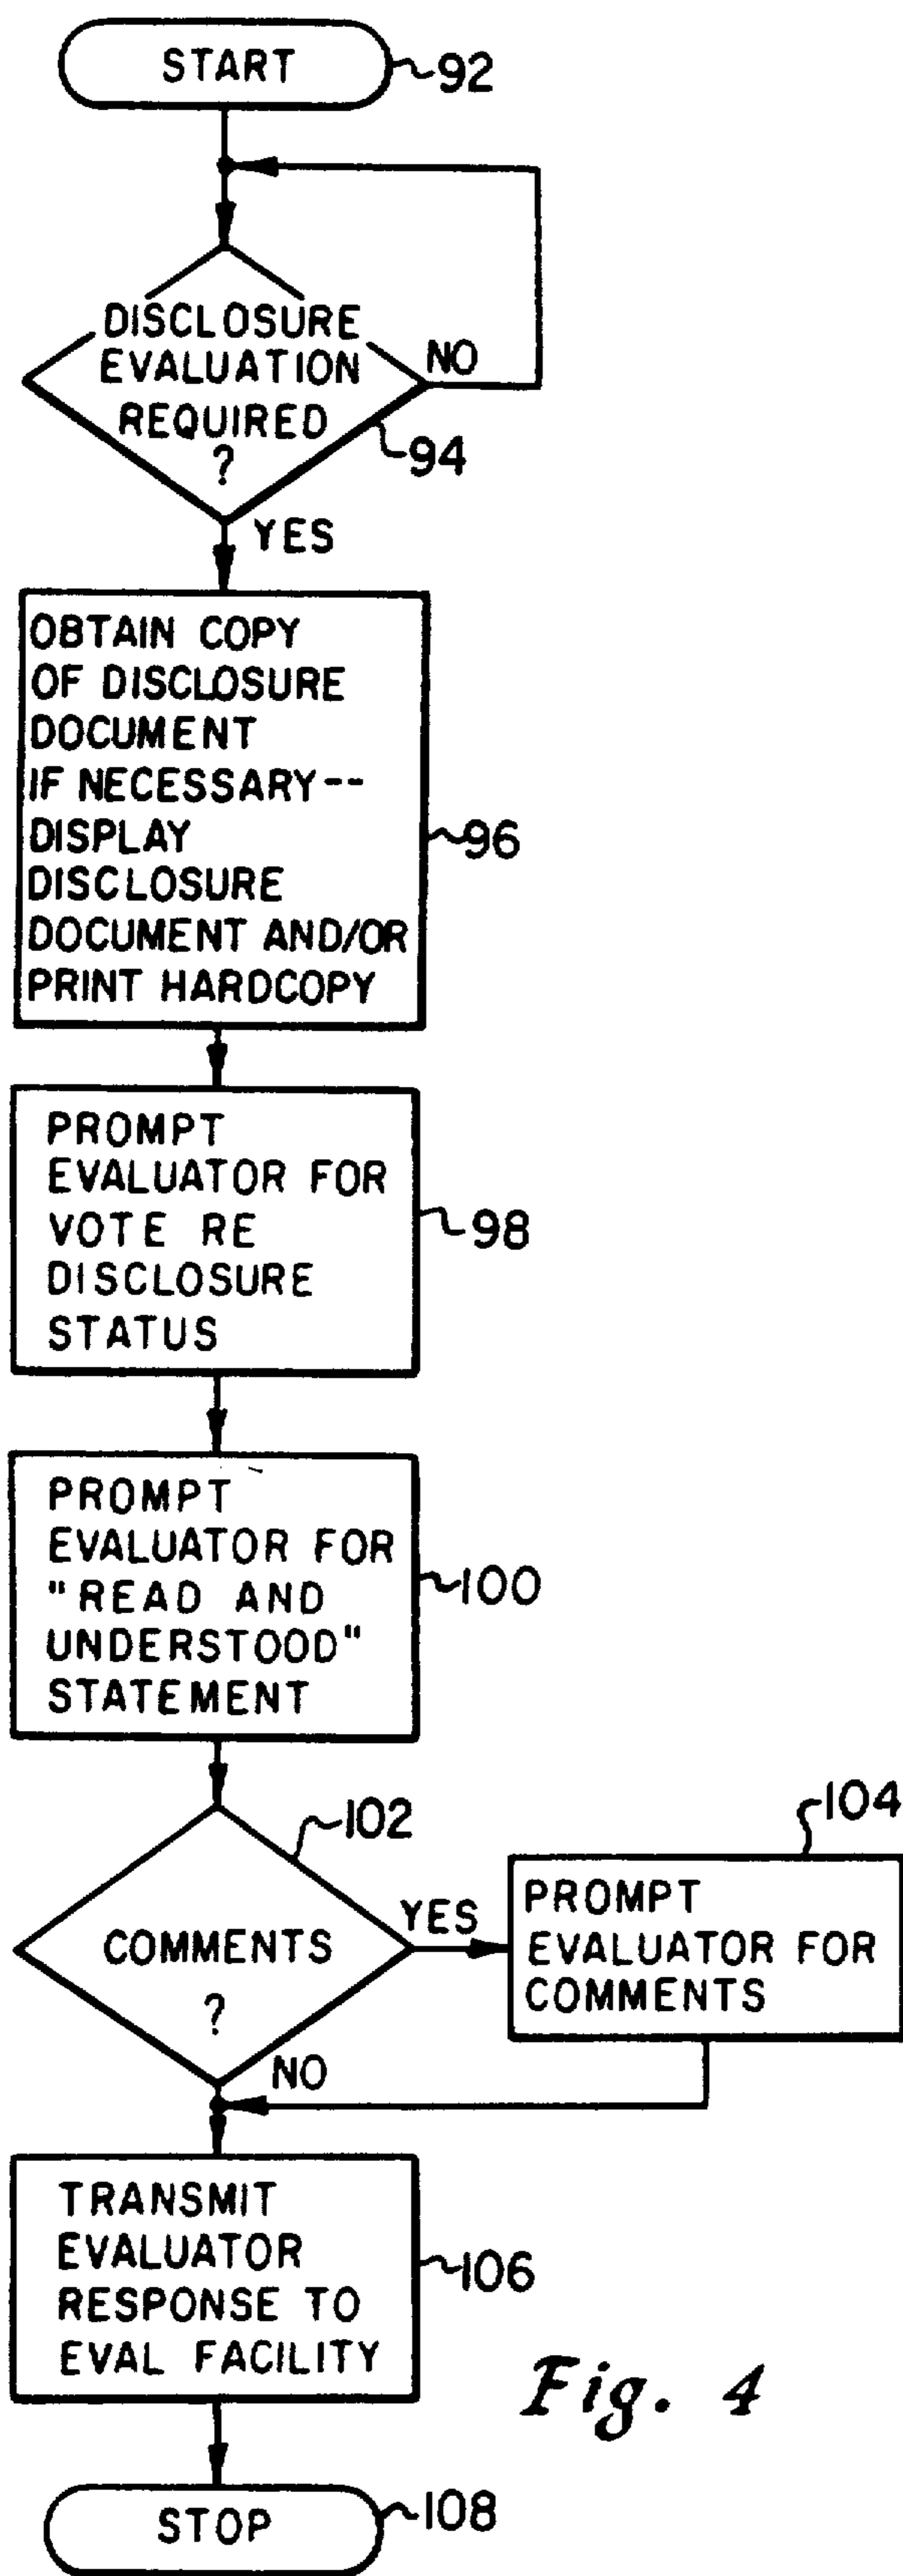 START
92
DISCLOSURE
EVALUATION
REQUIRED
?
NO
94
YES
OBTAIN COPY
OF DISCLOSURE
DOCUMENT
IF NECESSARY--
DISPLAY
DISCLOSURE
DOCUMENT AND/OR
PRINT HARDCOPY
96
PROMPT
EVALUATOR FOR
VOTE RE
DISCLOSURE
STATUS
98
PROMPT
EVALUATOR FOR
"READ AND
UNDERSTOOD"
STATEMENT
100
102
COMMENTS
?
YES
NO
104
PROMPT
EVALUATOR FOR
COMMENTS
TRANSMIT
EVALUATOR
RESPONSE TO
EVAL FACILITY
106
STOP
108
Fig. 4